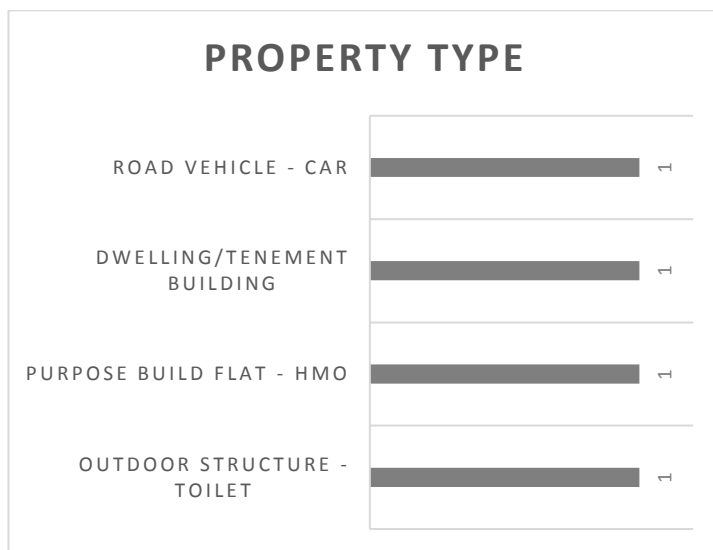 PROPERTY TYPE
ROAD VEHICLE - CAR
1
DWELLING/TENEMENT
BUILDING
1
PURPOSE BUILD FLAT - HMO
1
OUTDOOR STRUCTURE -
TOILET
1